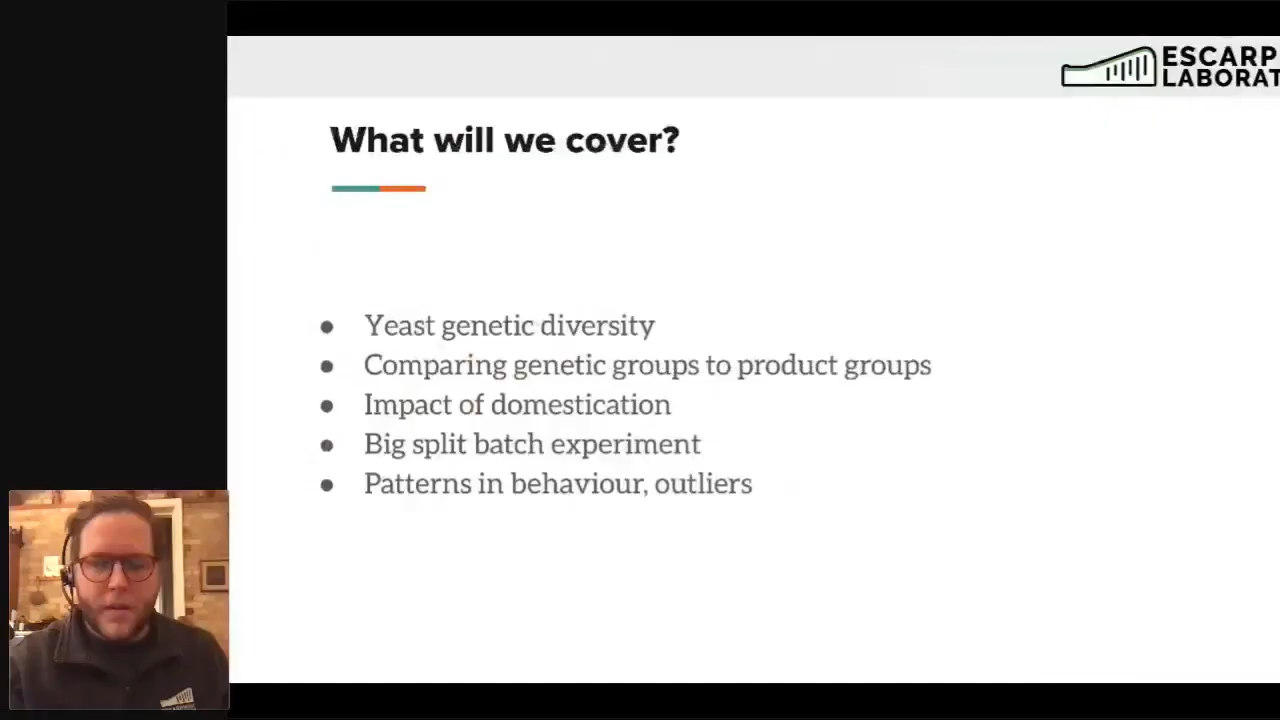 ESCARP
LABORAT
What will we cover?
Yeast genetic diversity
Comparing genetic groups to product groups
Impact of domestication
Big split batch experiment
Patterns in behaviour, outliers